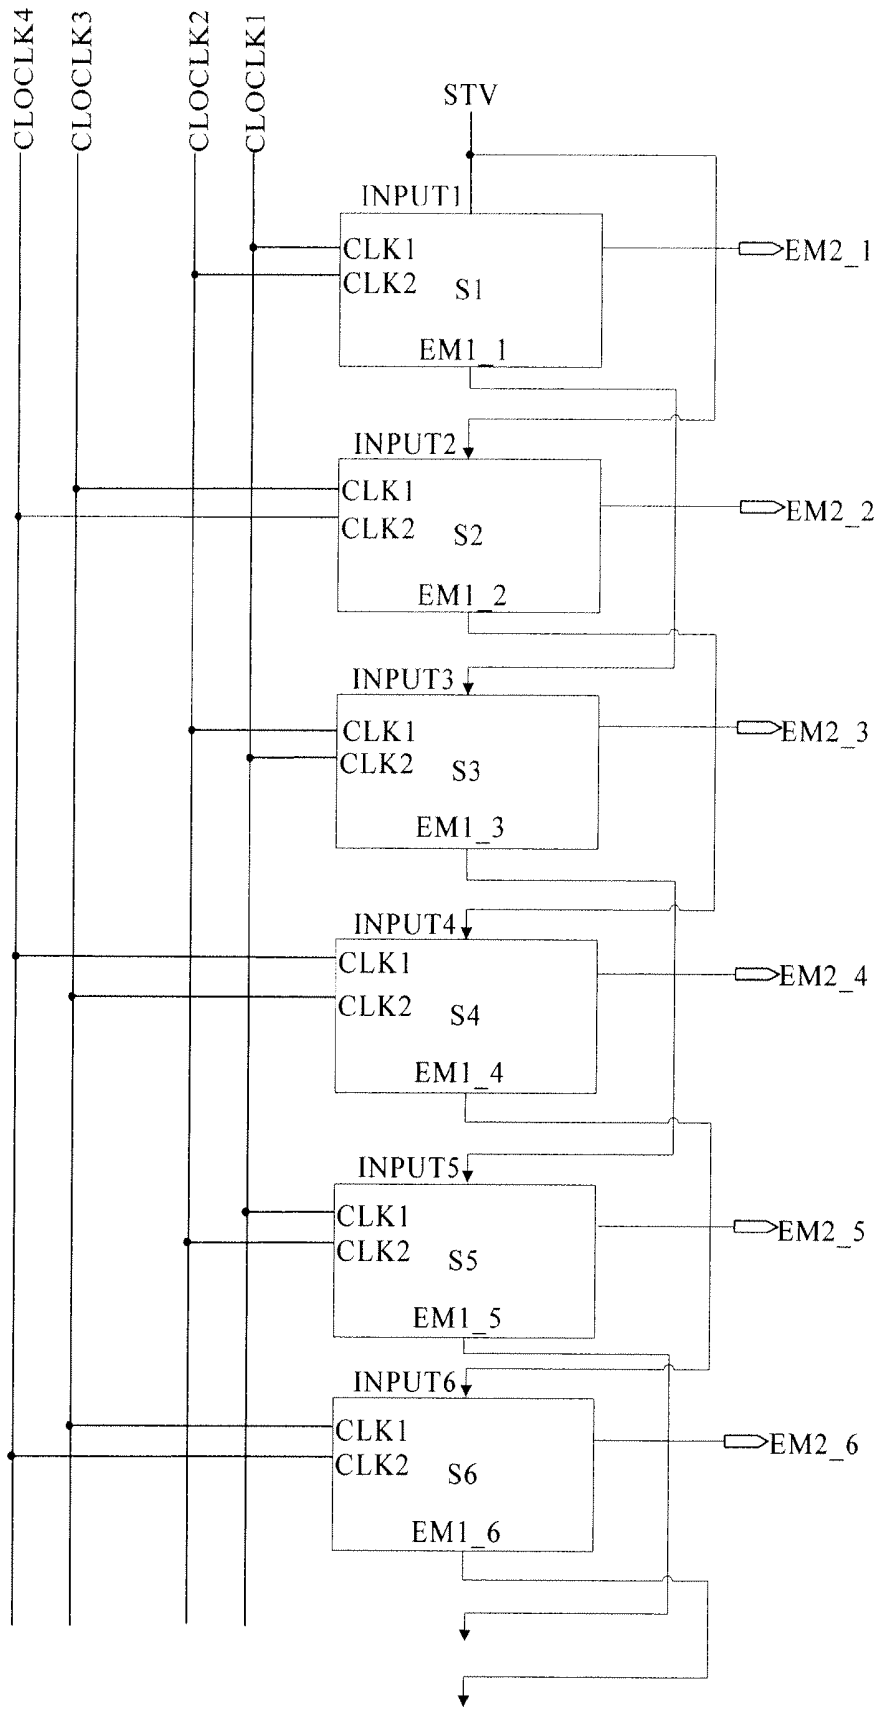 CLOCLK4
CLOCLK3
CLOCLK2
CLOCLK1
STV
INPUT1
CLK1
CLK2
S1
EM1_1
EM2_1
INPUT2
CLK1
CLK2
S2
EM1_2
EM2_2
INPUT3
CLK1
CLK2
S3
EM1_3
EM2_3
INPUT4
CLK1
CLK2
S4
EM1_4
EM2_4
INPUT5
CLK1
CLK2
S5
EM1_5
EM2_5
INPUT6
CLK1
CLK2
S6
EM1_6
EM2_6